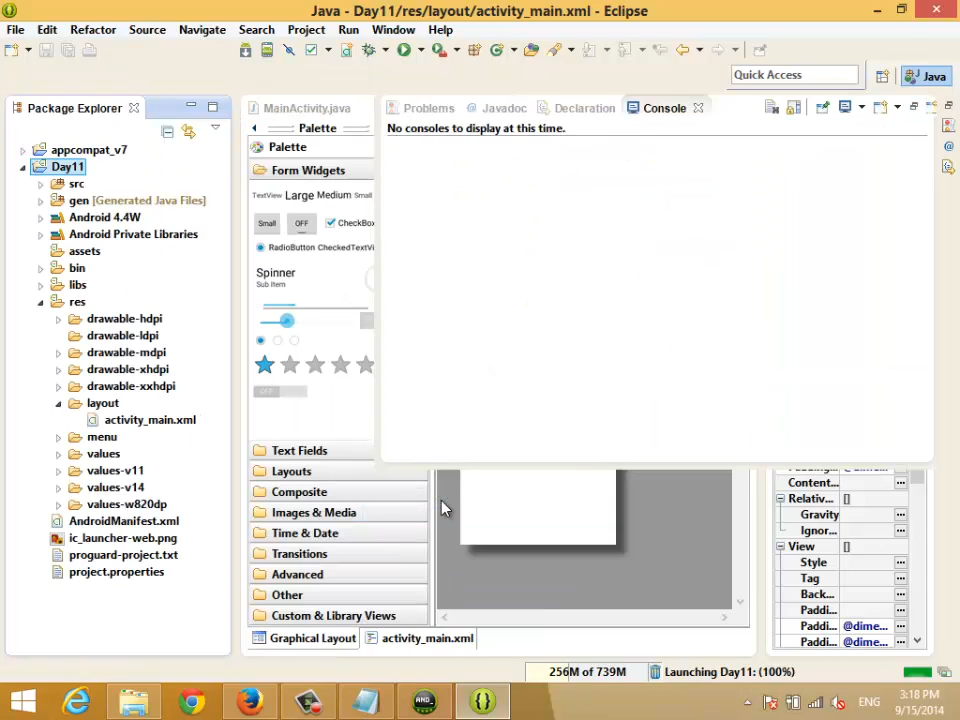 Java - Day11/res/layout/activity_main.xml - Eclipse
File Edit Refactor Source Navigate Search Project Run Window Help
Quick Access
Java
Package Explorer
MainActivity.java
Problems
@ Javadoc
Declaration
Console
Palette
No consoles to display at this time.
Palette
Form Widgets
TextView Large Medium Small
Small OFF CheckBox
RadioButton CheckedTextVi
Spinner
Sub Item
OFF
Text Fields
Layouts
Composite
Images & Media
Time & Date
Transitions
Advanced
Other
Custom & Library Views
appcompat_v7
Day11
src
gen [Generated Java Files]
Android 4.4W
Android Private Libraries
assets
bin
libs
res
drawable-hdpi
drawable-ldpi
drawable-mdpi
drawable-xhdpi
drawable-xxhdpi
layout
activity_main.xml
menu
values
values-v11
values-v14
values-w820dp
AndroidManifest.xml
ic_launcher-web.png
proguard-project.txt
project.properties
Content...
Relativ... []
Gravity
Ignor...
View []
Style
Tag
Back...
Paddi...
Paddi... @dime...
Paddi... @dime...
Graphical Layout
activity_main.xml
256M of 739M
Launching Day11: (100%)
AND
ENG
3:18 PM
9/15/2014